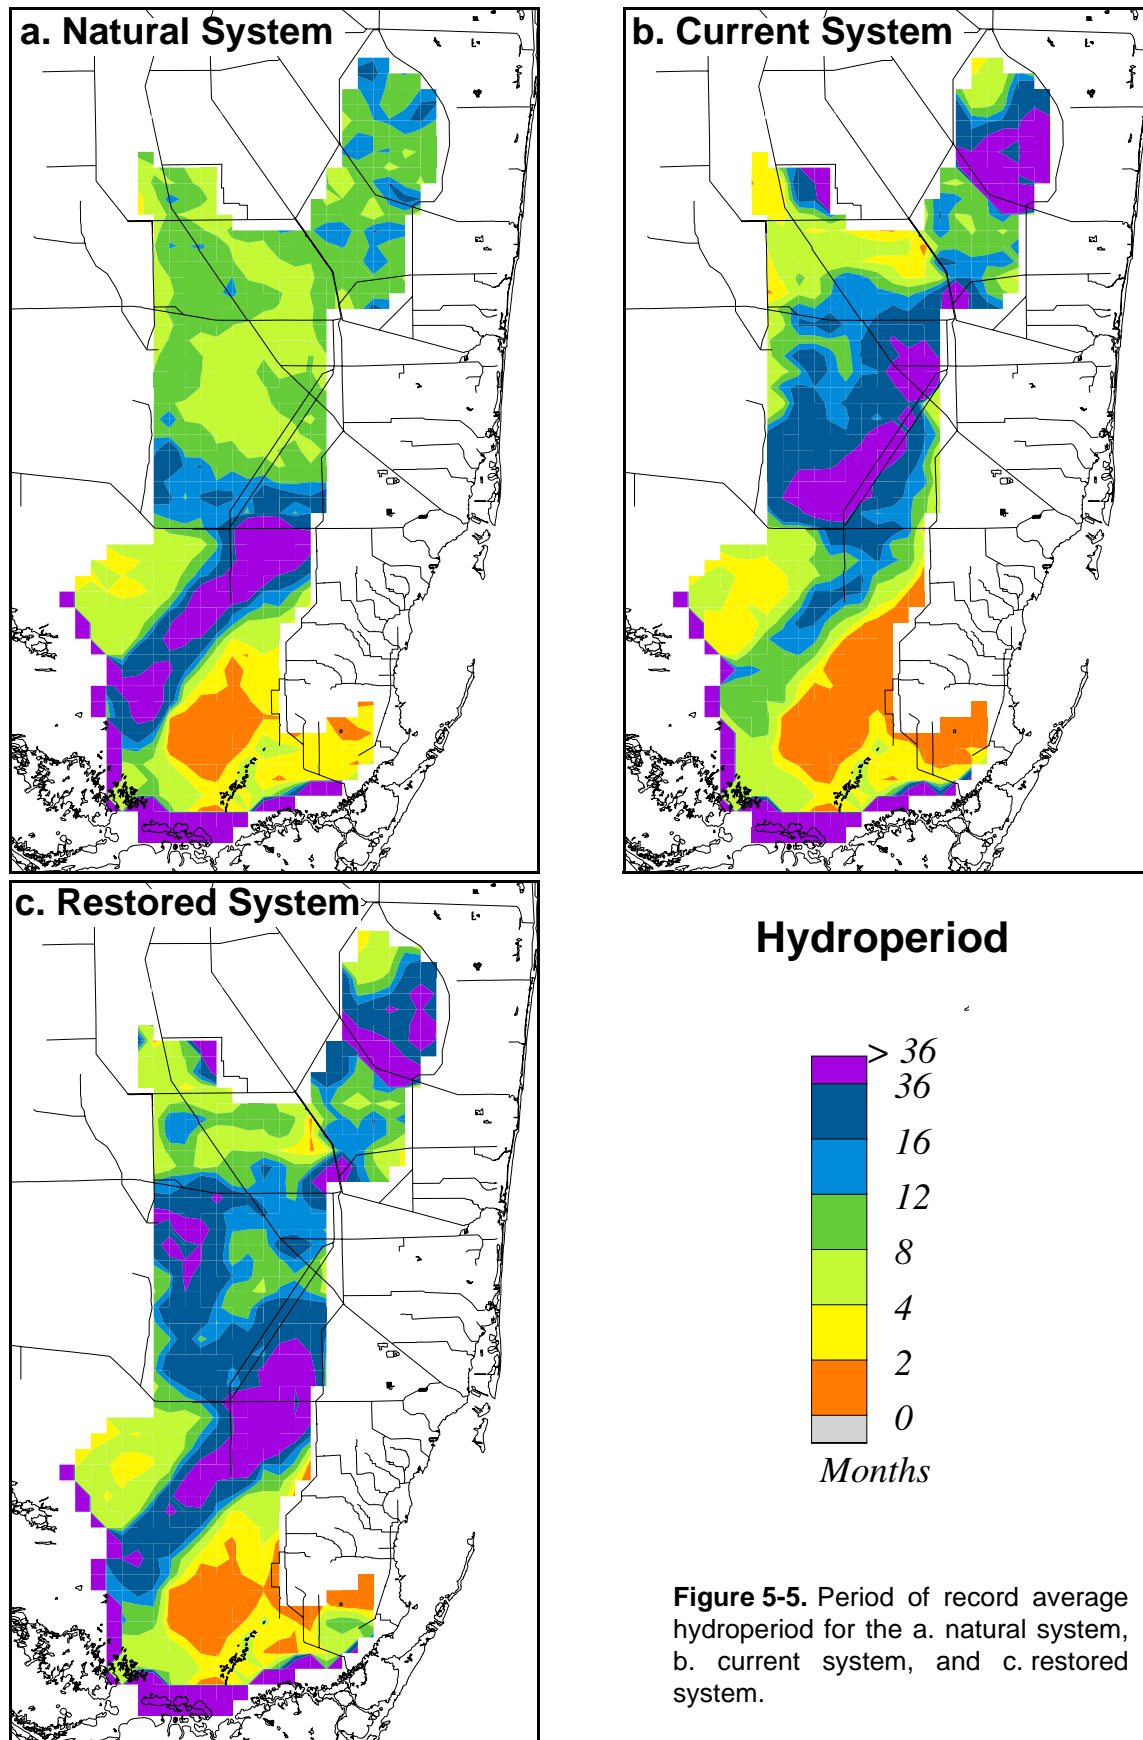 a. Natural System
b. Current System
c. Restored System
Hydroperiod
> 36
36
16
12
8
4
2
0
Months
Figure 5-5. Period of record average
hydroperiod for the a. natural system,
b. current system, and c. restored
system.